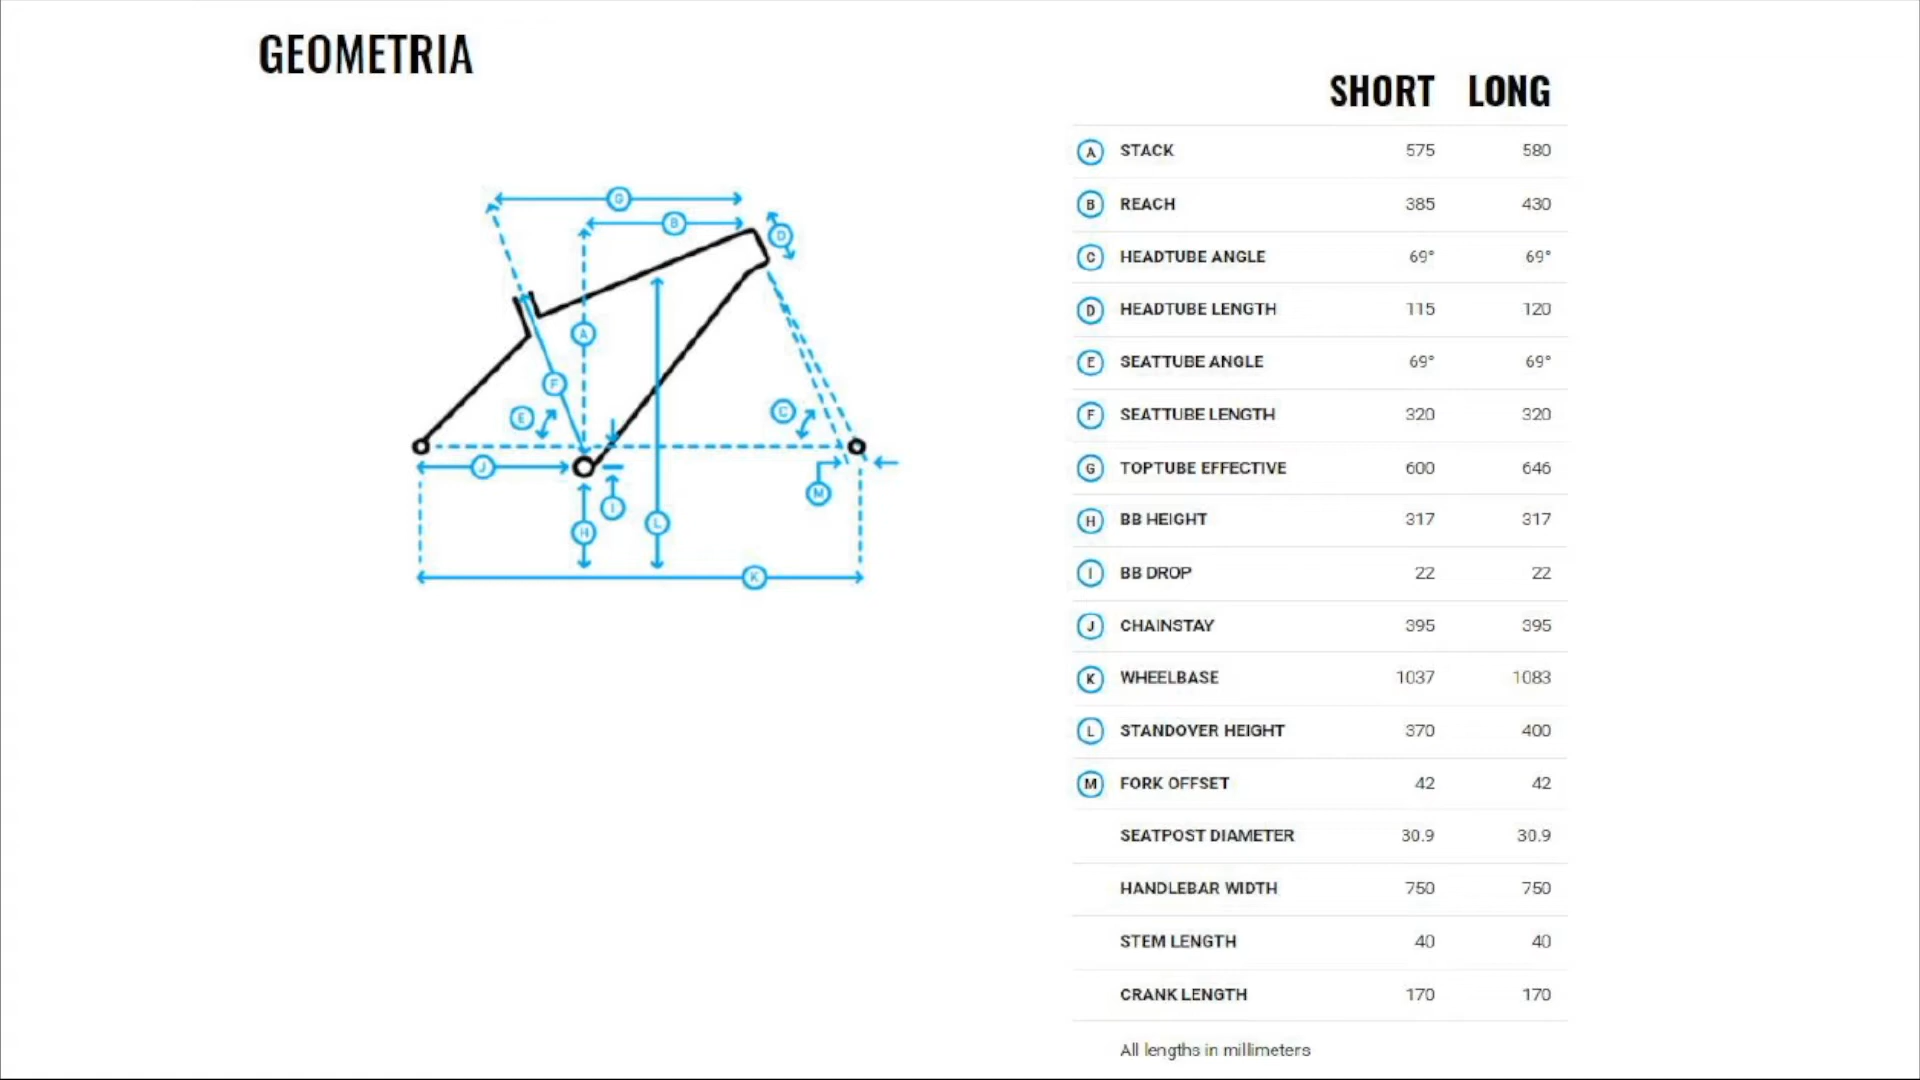 GEOMETRIA
G
B
D
A
F
E
C
J
M
I
H
L
K
SHORT LONG
A STACK 575 580
B REACH 385 430
C HEADTUBE ANGLE 69° 69°
D HEADTUBE LENGTH 115 120
E SEATTUBE ANGLE 69° 69°
F SEATTUBE LENGTH 320 320
G TOPTUBE EFFECTIVE 600 646
H BB HEIGHT 317 317
I BB DROP 22 22
J CHAINSTAY 395 395
K WHEELBASE 1037 1083
L STANDOVER HEIGHT 370 400
M FORK OFFSET 42 42
SEATPOST DIAMETER 30.9 30.9
HANDLEBAR WIDTH 750 750
STEM LENGTH 40 40
CRANK LENGTH 170 170
All lengths in millimeters